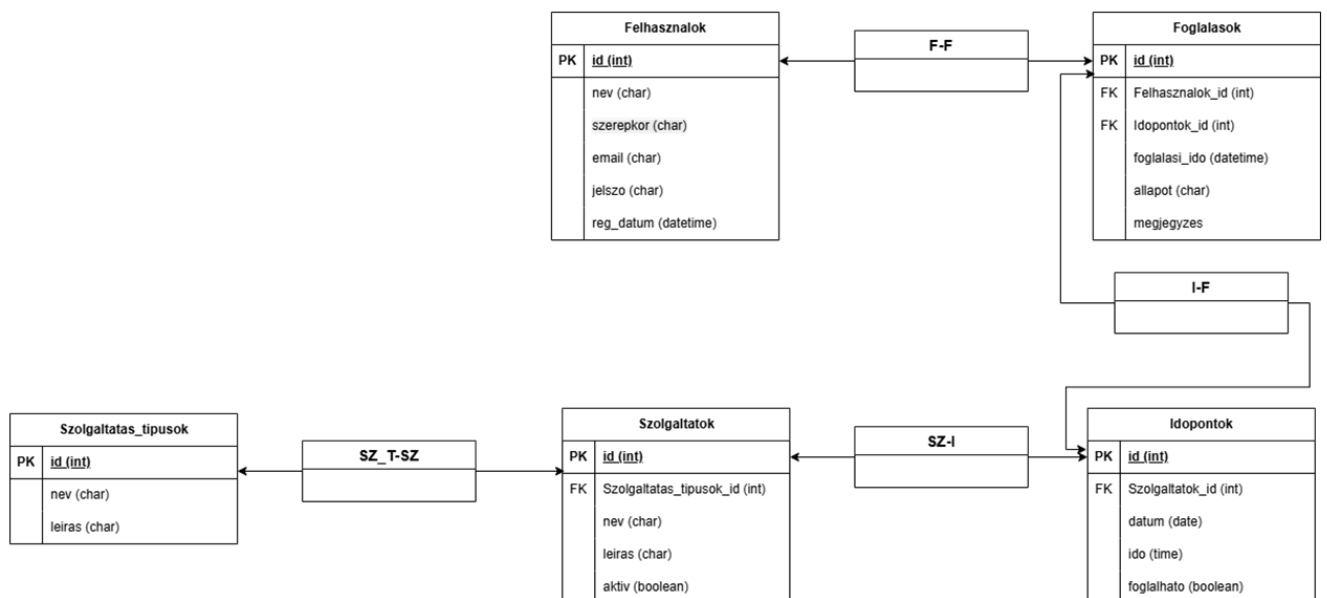 Felhasznalok
PK id (int)
nev (char)
szerepkor (char)
email (char)
jelszo (char)
reg_datum (datetime)
F-F
Foglalasok
PK id (int)
FK Felhasznalok_id (int)
FK Idopontok_id (int)
foglalasi_ido (datetime)
allapot (char)
megjegyzes
I-F
Szolgaltatas_tipusok
PK id (int)
nev (char)
leiras (char)
SZ_T-SZ
Szolgaltatok
PK id (int)
FK Szolgaltatas_tipusok_id (int)
nev (char)
leiras (char)
aktiv (boolean)
SZ-I
Idopontok
PK id (int)
FK Szolgaltatok_id (int)
datum (date)
ido (time)
foglalhato (boolean)